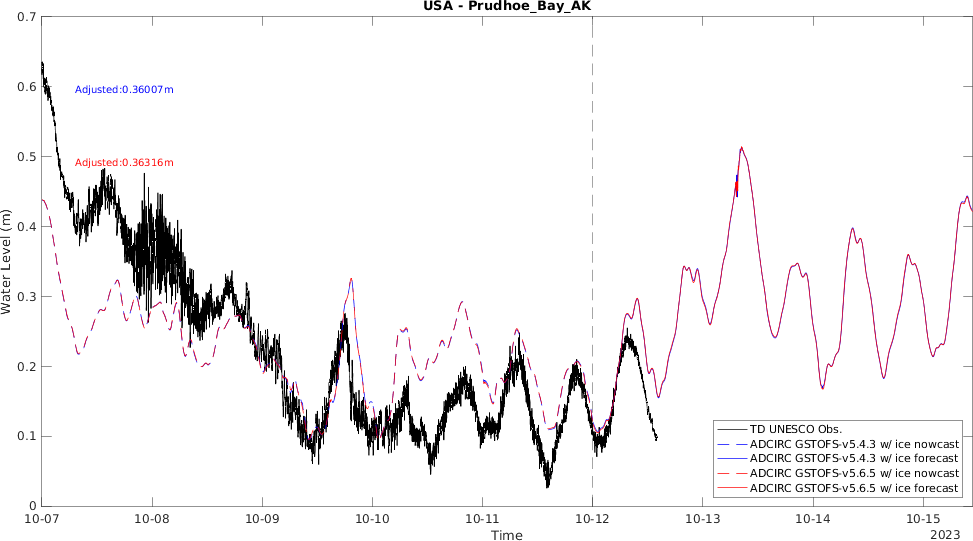 USA - Prudhoe_Bay_AK
0.7
0.6
0.5
0.4
0.3
0.2
0.1
0
Water Level (m)
Adjusted:0.36007m
Adjusted:0.36316m
TD UNESCO Obs.
ADCIRC GSTOFS-v5.4.3 w/ ice nowcast
ADCIRC GSTOFS-v5.4.3 w/ ice forecast
ADCIRC GSTOFS-v5.6.5 w/ ice nowcast
ADCIRC GSTOFS-v5.6.5 w/ ice forecast
10-07 10-08 10-09 10-10 10-11 10-12 10-13 10-14 10-15
Time
2023